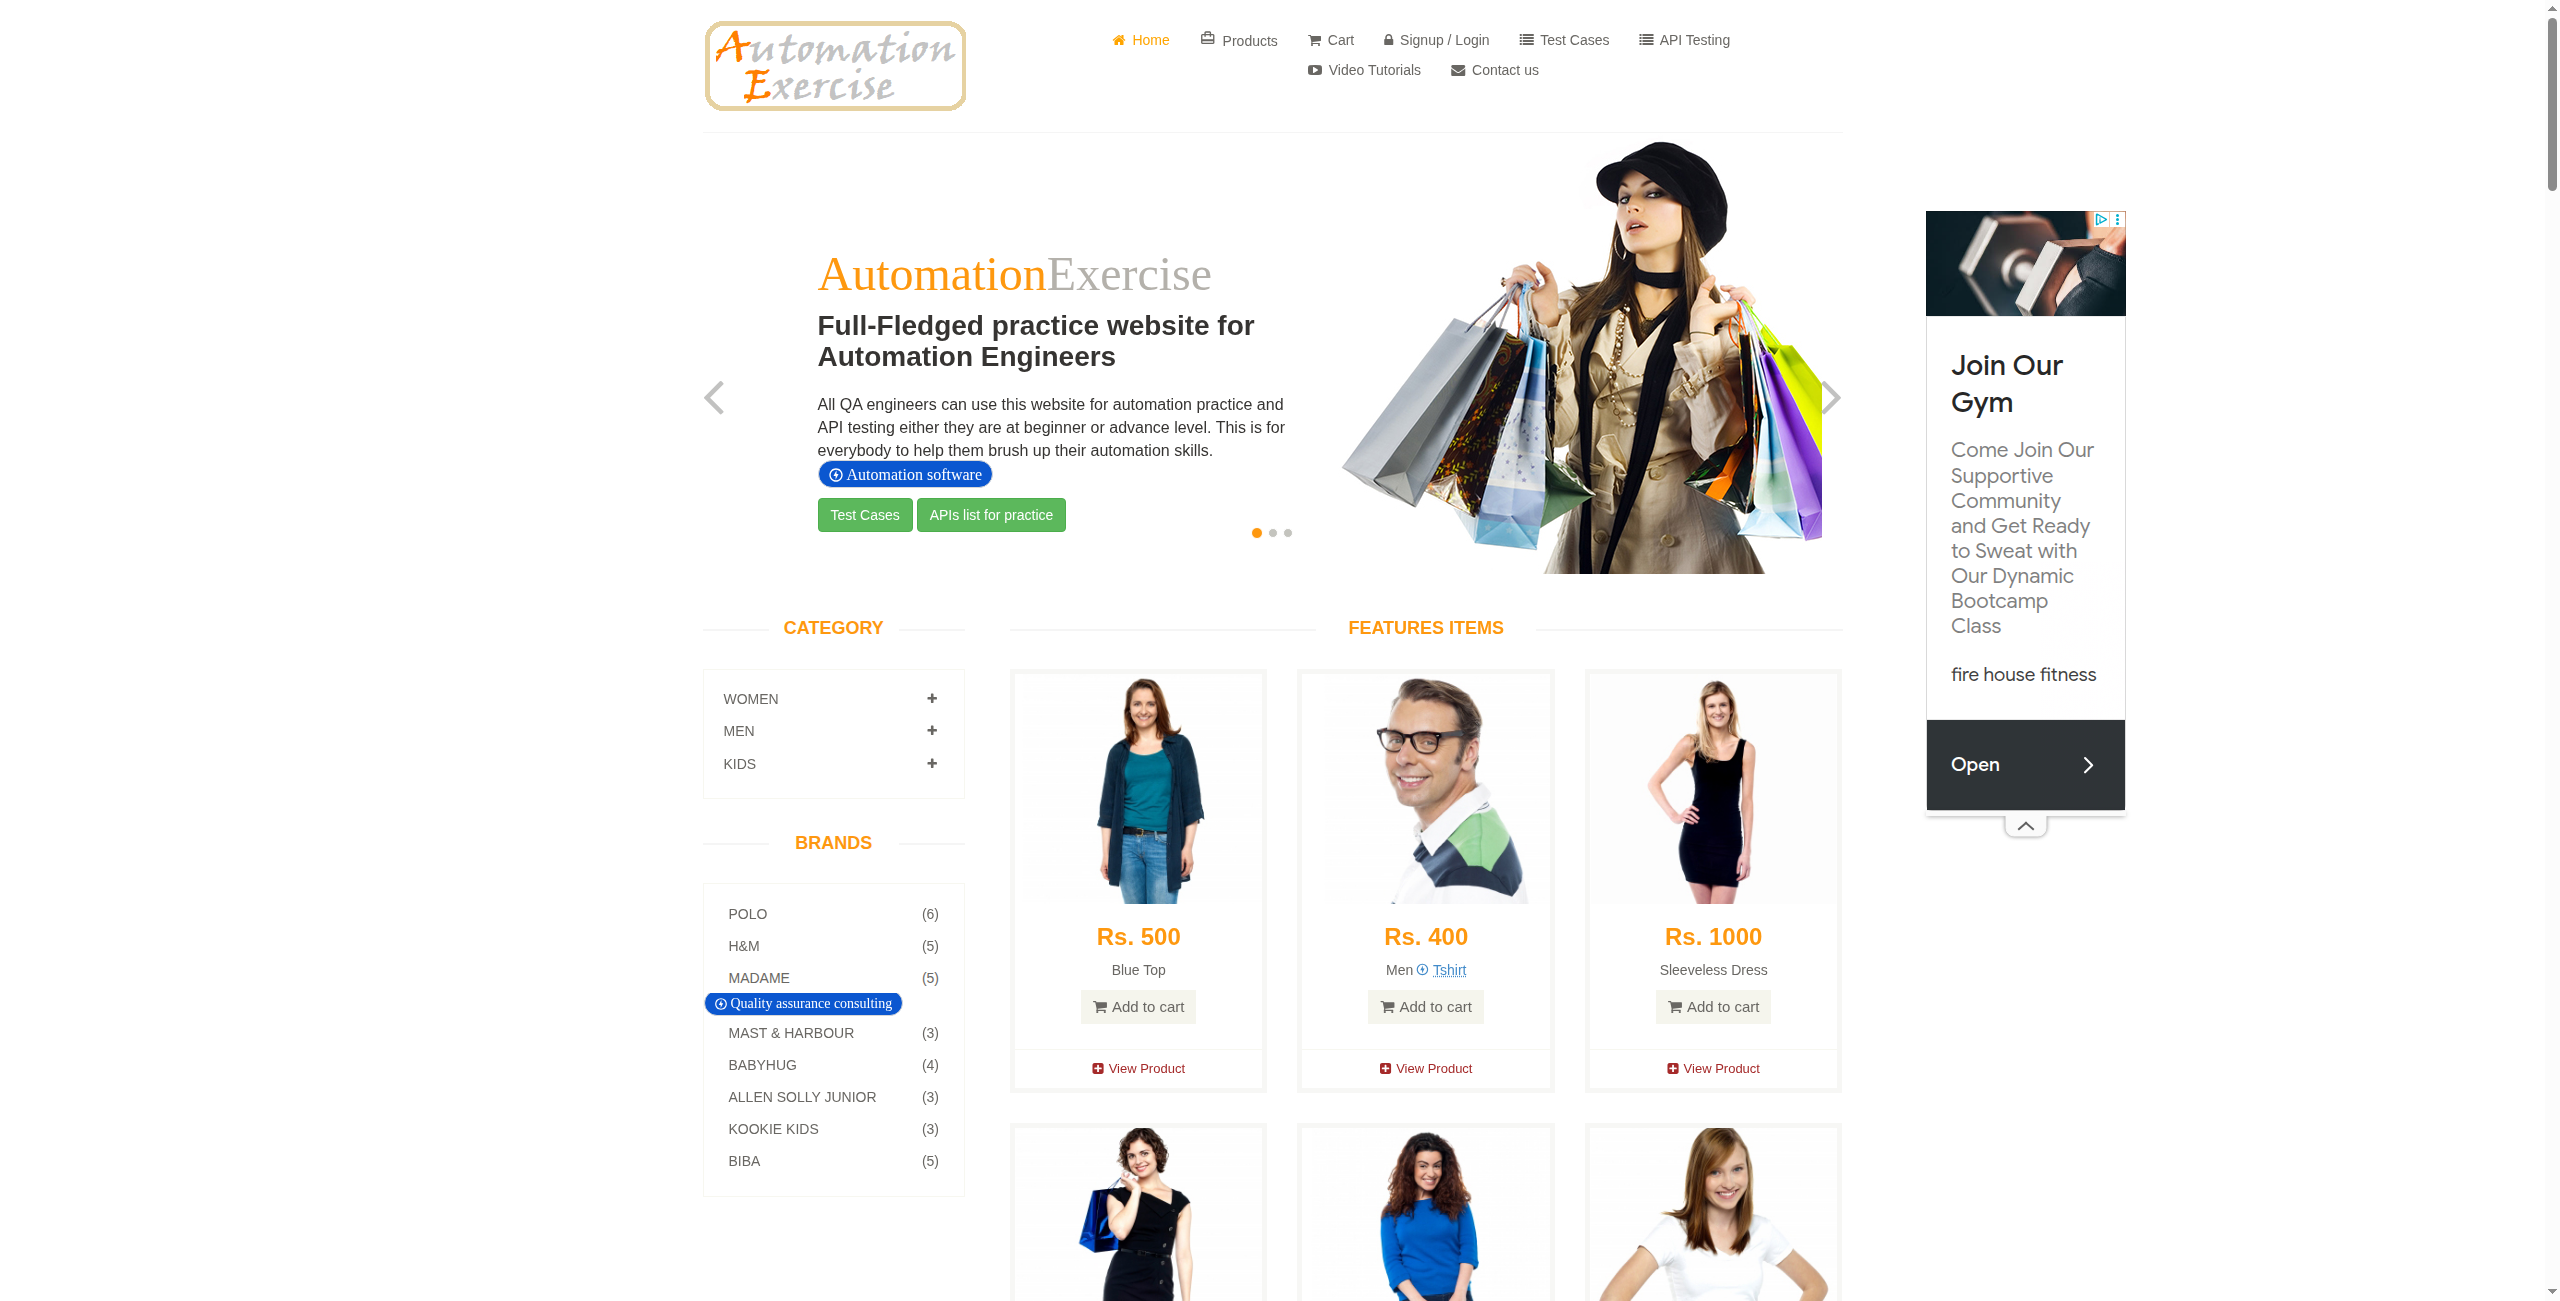 Automation
Exercise
Home
Products
Cart
Signup / Login
Test Cases
API Testing
Video Tutorials
Contact us
AutomationExercise
Full-Fledged practice website for
Automation Engineers
All QA engineers can use this website for automation practice and
API testing either they are at beginner or advance level. This is for
everybody to help them brush up their automation skills.
Automation software
Test Cases
APIs list for practice
Join Our
Gym
Come Join Our
Supportive
Community
and Get Ready
to Sweat with
Our Dynamic
Bootcamp
Class
fire house fitness
Open
CATEGORY
WOMEN
MEN
KIDS
BRANDS
POLO (6)
H&M (5)
MADAME (5)
Quality assurance consulting
MAST & HARBOUR (3)
BABYHUG (4)
ALLEN SOLLY JUNIOR (3)
KOOKIE KIDS (3)
BIBA (5)
FEATURES ITEMS
Rs. 500
Blue Top
Add to cart
View Product
Rs. 400
Men Tshirt
Add to cart
View Product
Rs. 1000
Sleeveless Dress
Add to cart
View Product